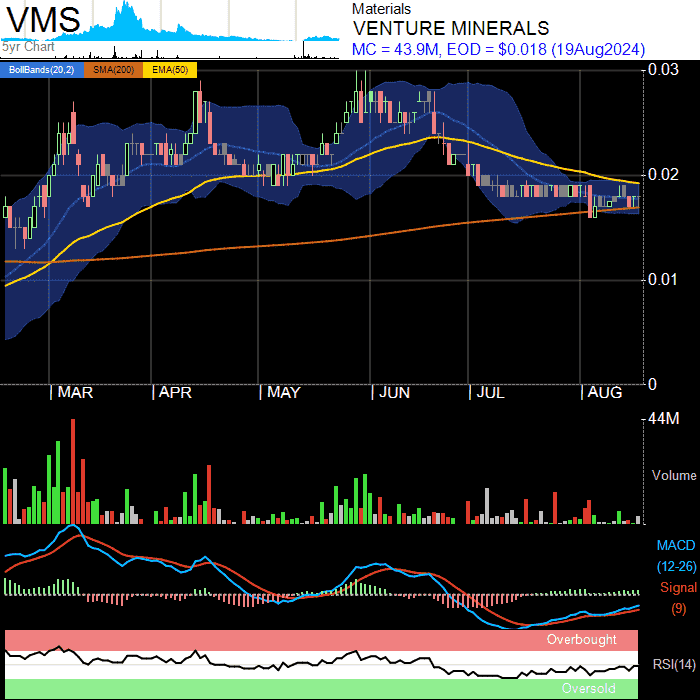 VMS
5yr Chart
Materials
VENTURE MINERALS
MC = 43.9M, EOD = $0.018 (19Aug2024)
BollBands(20,2) SMA(200) EMA(50)
0.03
0.02
0.01
0
MAR APR MAY JUN JUL AUG
44M
Volume
MACD
(12-26)
Signal
(9)
Overbought
RSI(14)
Oversold